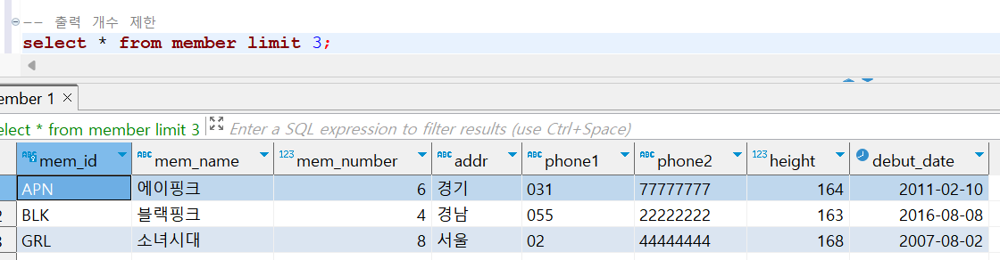 -- 출력 개수 제한
select * from member limit 3;
ember 1
elect * from member limit 3 Enter a SQL expression to filter results (use Ctrl+Space)
mem_id mem_name mem_number addr phone1 phone2 height debut_date
APN 에이핑크 6 경기 031 77777777 164 2011-02-10
2 BLK 블랙핑크 4 경남 055 22222222 163 2016-08-08
3 GRL 소녀시대 8 서울 02 44444444 168 2007-08-02